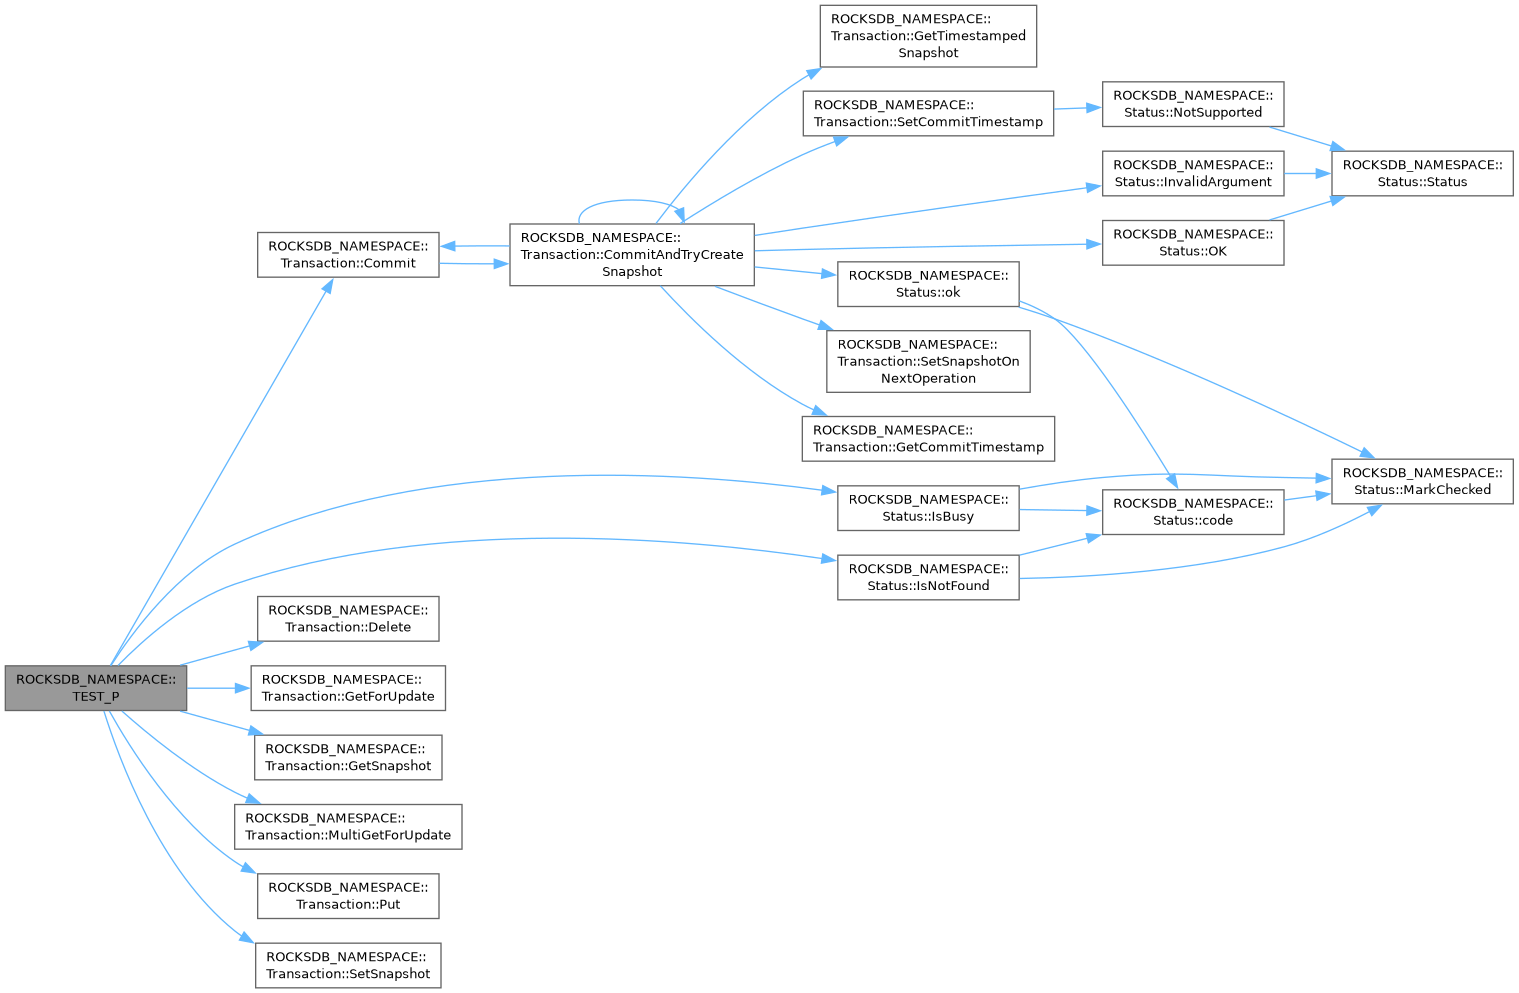 ROCKSDB_NAMESPACE::
TEST_P
ROCKSDB_NAMESPACE::
Transaction::Commit
ROCKSDB_NAMESPACE::
Transaction::CommitAndTryCreate
Snapshot
ROCKSDB_NAMESPACE::
Transaction::GetTimestamped
Snapshot
ROCKSDB_NAMESPACE::
Transaction::SetCommitTimestamp
ROCKSDB_NAMESPACE::
Status::NotSupported
ROCKSDB_NAMESPACE::
Status::InvalidArgument
ROCKSDB_NAMESPACE::
Status::Status
ROCKSDB_NAMESPACE::
Status::OK
ROCKSDB_NAMESPACE::
Status::ok
ROCKSDB_NAMESPACE::
Transaction::SetSnapshotOn
NextOperation
ROCKSDB_NAMESPACE::
Transaction::GetCommitTimestamp
ROCKSDB_NAMESPACE::
Status::IsBusy
ROCKSDB_NAMESPACE::
Status::code
ROCKSDB_NAMESPACE::
Status::MarkChecked
ROCKSDB_NAMESPACE::
Status::IsNotFound
ROCKSDB_NAMESPACE::
Transaction::Delete
ROCKSDB_NAMESPACE::
Transaction::GetForUpdate
ROCKSDB_NAMESPACE::
Transaction::GetSnapshot
ROCKSDB_NAMESPACE::
Transaction::MultiGetForUpdate
ROCKSDB_NAMESPACE::
Transaction::Put
ROCKSDB_NAMESPACE::
Transaction::SetSnapshot